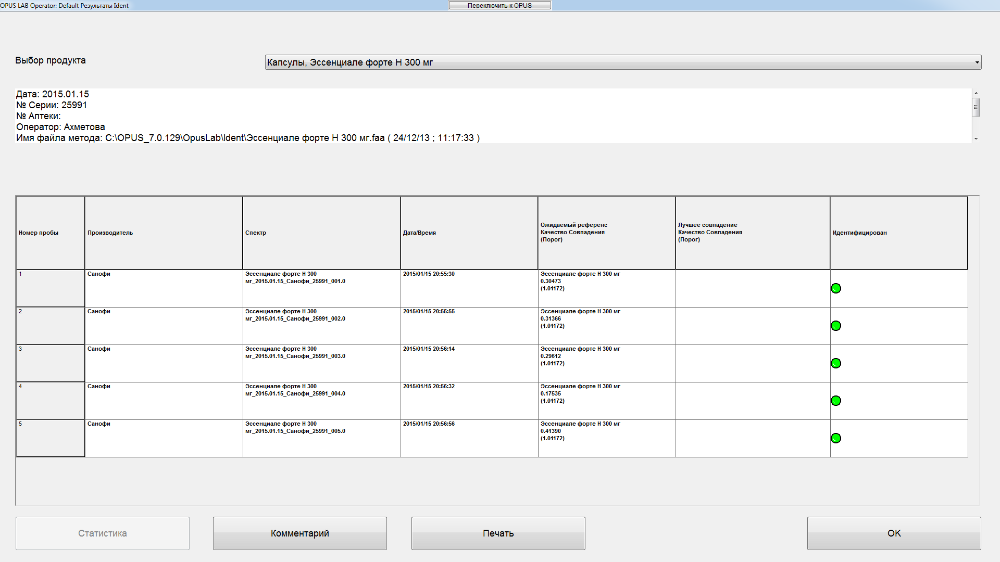 OPUS LAB Operator: Default Результаты Ident
Переключить к OPUS
Выбор продукта
Капсулы, Эссенциале форте Н 300 мг
Дата: 2015.01.15
№ Серии: 25991
№ Аптеки:
Оператор: Ахметова
Имя файла метода: C:\OPUS_7.0.129\OpusLab\Ident\Эссенциале форте Н 300 мг.faa ( 24/12/13 ; 11:17:33 )
Номер пробы
Производитель
Спектр
Дата/Время
Ожидаемый референс
Качество Совпадения
(Порог)
Лучшее совпадение
Качество Совпадения
(Порог)
Идентифицирован
1
Санофи
Эссенциале форте Н 300
мг_2015.01.15_Санофи_25991_001.0
2015/01/15 20:55:30
Эссенциале форте Н 300 мг
0.30473
(1.01172)
2
Санофи
Эссенциале форте Н 300
мг_2015.01.15_Санофи_25991_002.0
2015/01/15 20:55:55
Эссенциале форте Н 300 мг
0.31366
(1.01172)
3
Санофи
Эссенциале форте Н 300
мг_2015.01.15_Санофи_25991_003.0
2015/01/15 20:56:14
Эссенциале форте Н 300 мг
0.29612
(1.01172)
4
Санофи
Эссенциале форте Н 300
мг_2015.01.15_Санофи_25991_004.0
2015/01/15 20:56:32
Эссенциале форте Н 300 мг
0.17535
(1.01172)
5
Санофи
Эссенциале форте Н 300
мг_2015.01.15_Санофи_25991_005.0
2015/01/15 20:56:56
Эссенциале форте Н 300 мг
0.41390
(1.01172)
Статистика
Комментарий
Печать
OK